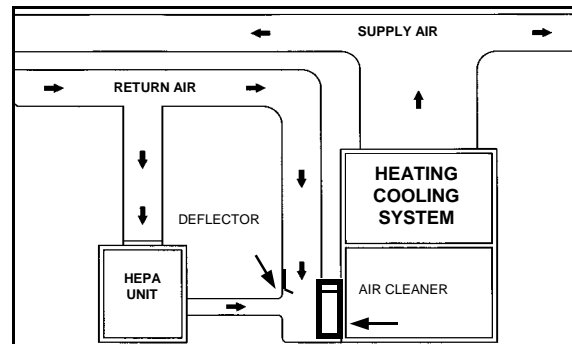 SUPPLY AIR
RETURN AIR
HEATING
COOLING
SYSTEM
DEFLECTOR
HEPA
UNIT
AIR CLEANER